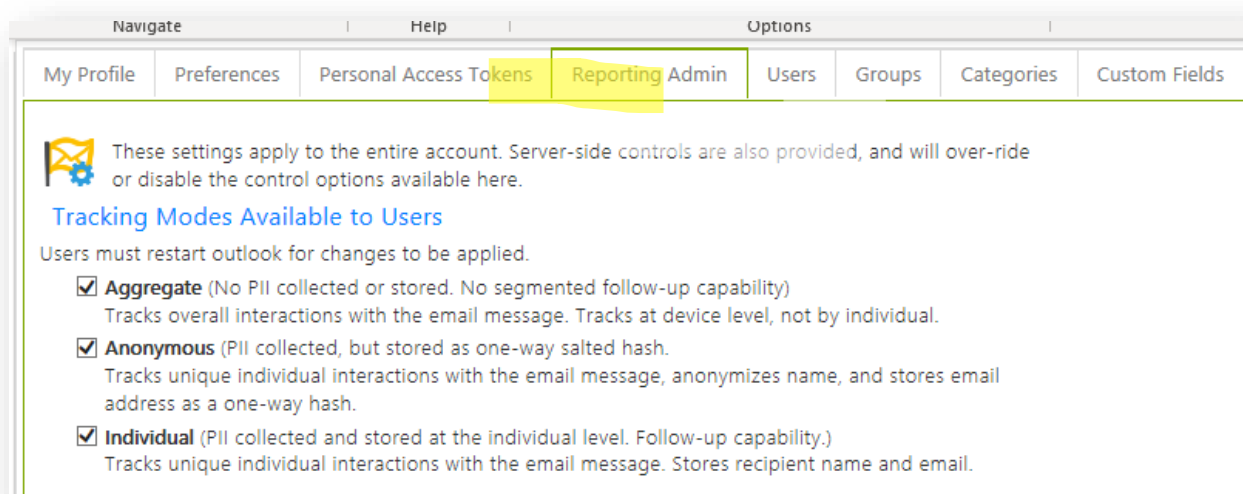 Navigate Help Options
My Profile Preferences Personal Access Tokens Reporting Admin Users Groups Categories Custom Fields
These settings apply to the entire account. Server-side controls are also provided, and will over-ride
or disable the control options available here.
Tracking Modes Available to Users
Users must restart outlook for changes to be applied.
Aggregate (No PII collected or stored. No segmented follow-up capability)
Tracks overall interactions with the email message. Tracks at device level, not by individual.
Anonymous (PII collected, but stored as one-way salted hash.
Tracks unique individual interactions with the email message, anonymizes name, and stores email
address as a one-way hash.
Individual (PII collected and stored at the individual level. Follow-up capability.)
Tracks unique individual interactions with the email message. Stores recipient name and email.